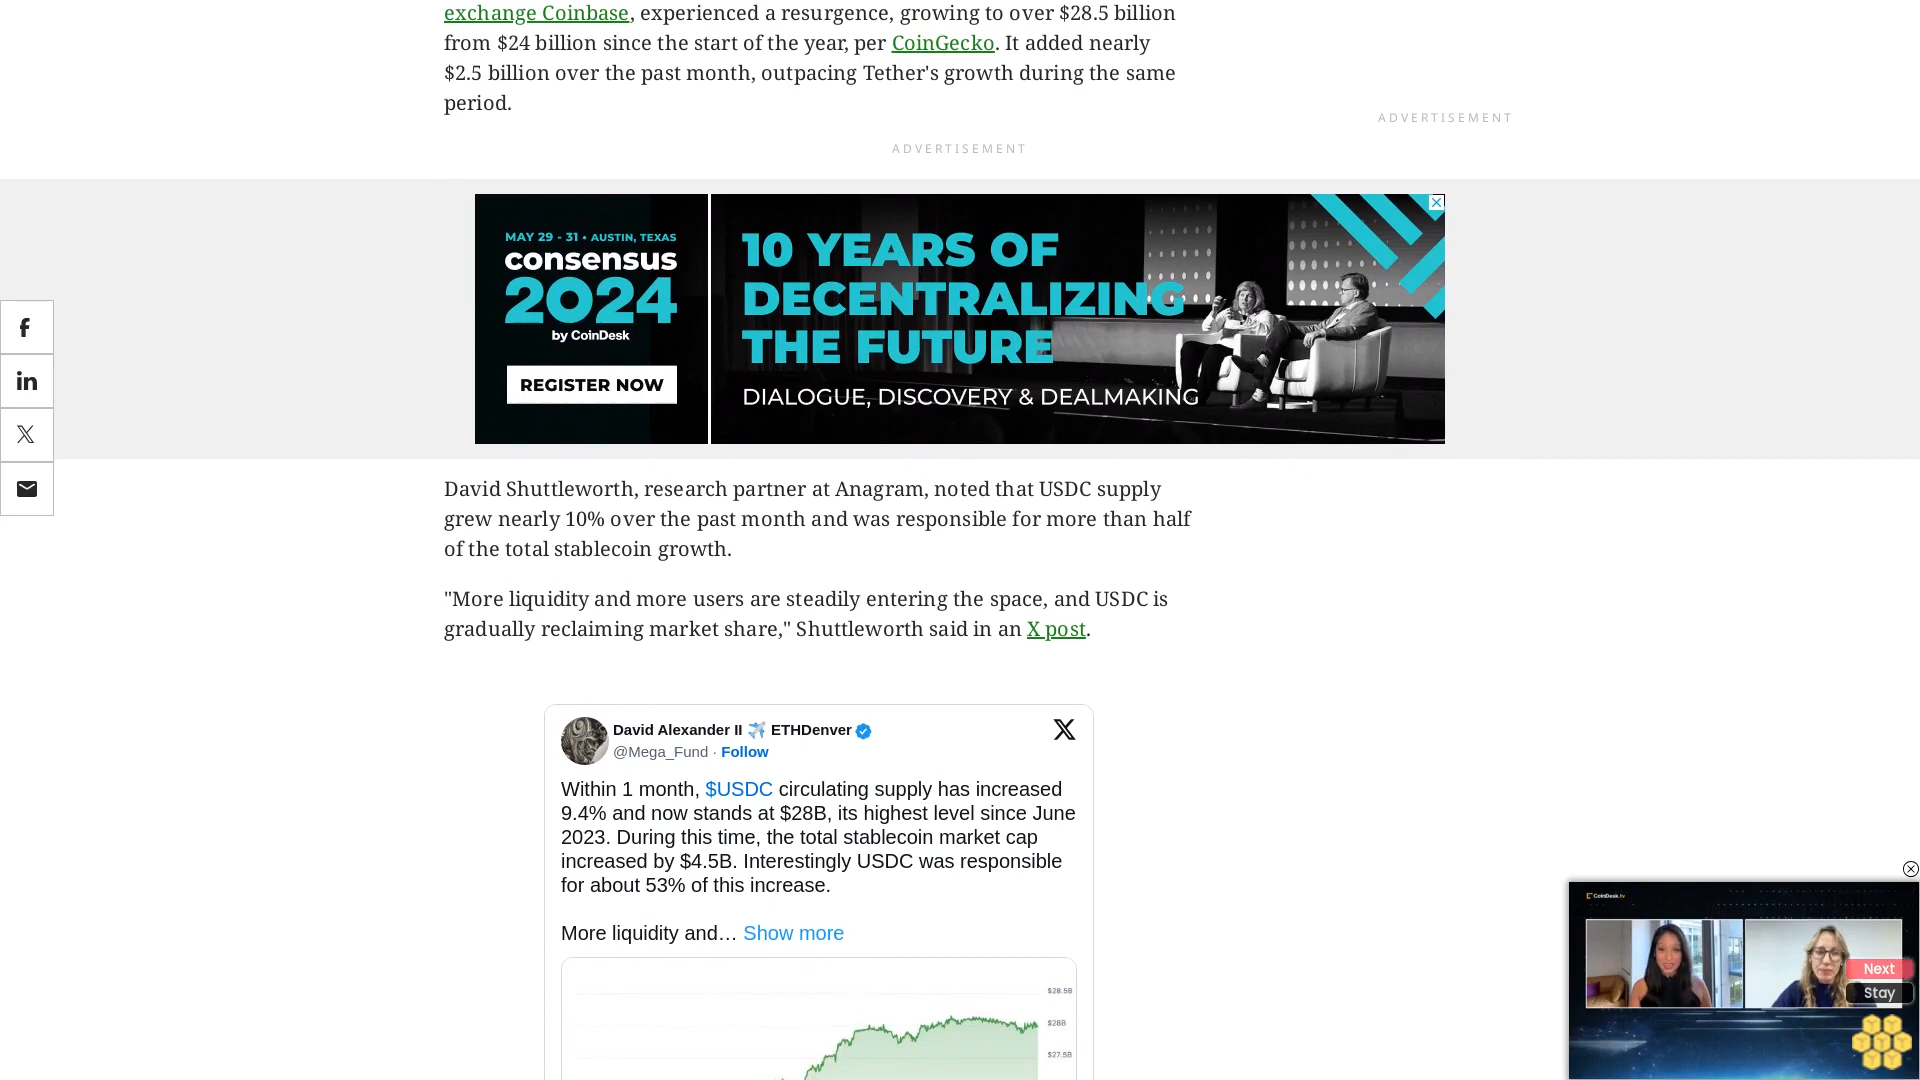 exchange Coinbase, experienced a resurgence, growing to over $28.5 billion
from $24 billion since the start of the year, per CoinGecko. It added nearly
$2.5 billion over the past month, outpacing Tether's growth during the same
period.
ADVERTISEMENT
ADVERTISEMENT
MAY 29 - 31 • AUSTIN, TEXAS
consensus
2024
by CoinDesk
REGISTER NOW
10 YEARS OF
DECENTRALIZING
THE FUTURE
DIALOGUE, DISCOVERY & DEALMAKING
David Shuttleworth, research partner at Anagram, noted that USDC supply
grew nearly 10% over the past month and was responsible for more than half
of the total stablecoin growth.
"More liquidity and more users are steadily entering the space, and USDC is
gradually reclaiming market share," Shuttleworth said in an X post.
David Alexander II ✈️ ETHDenver
@Mega_Fund · Follow
Within 1 month, $USDC circulating supply has increased
9.4% and now stands at $28B, its highest level since June
2023. During this time, the total stablecoin market cap
increased by $4.5B. Interestingly USDC was responsible
for about 53% of this increase.
More liquidity and… Show more
$28.5B
$28B
$27.5B
CoinDesk.tv
Next
Stay